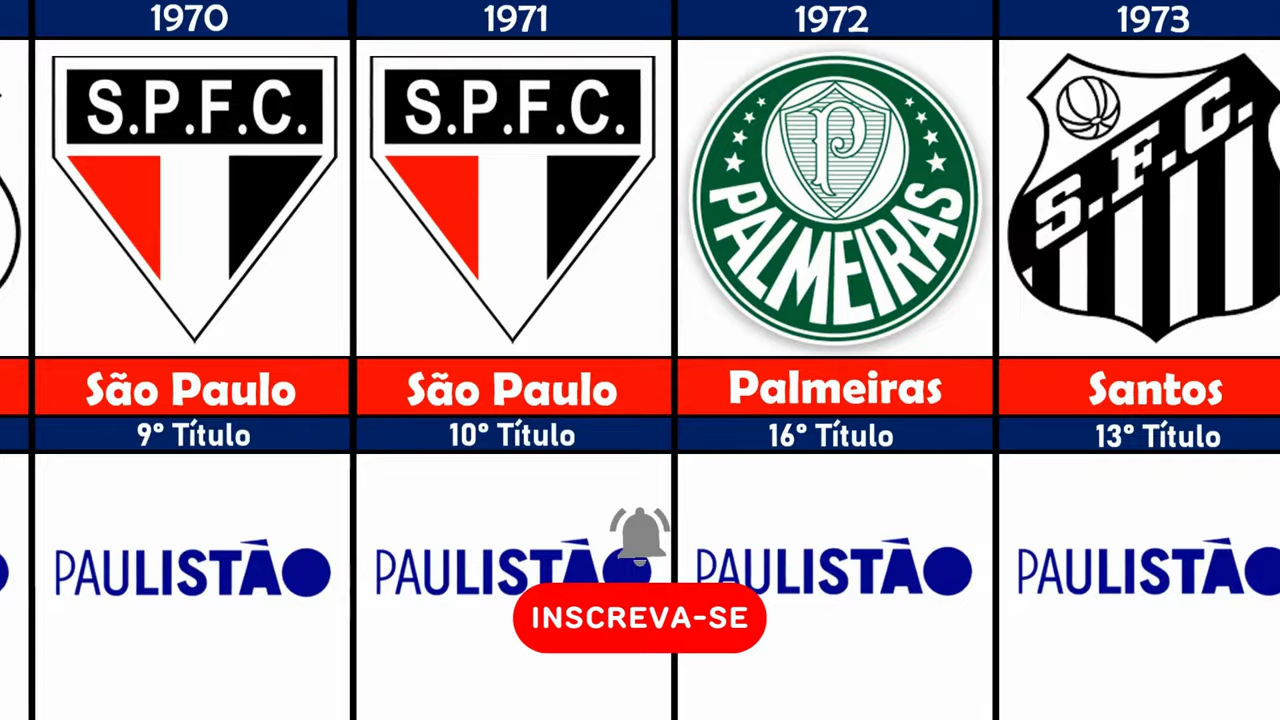 1970
1971
1972
1973
S.P.F.C.
S.P.F.C.
P
PALMEIRAS
S.F.C.
São Paulo
São Paulo
Palmeiras
Santos
9° Título
10° Título
16° Título
13° Título
PAULISTÃO
PAULISTÃO
PAULISTÃO
PAULISTÃO
INSCREVA-SE